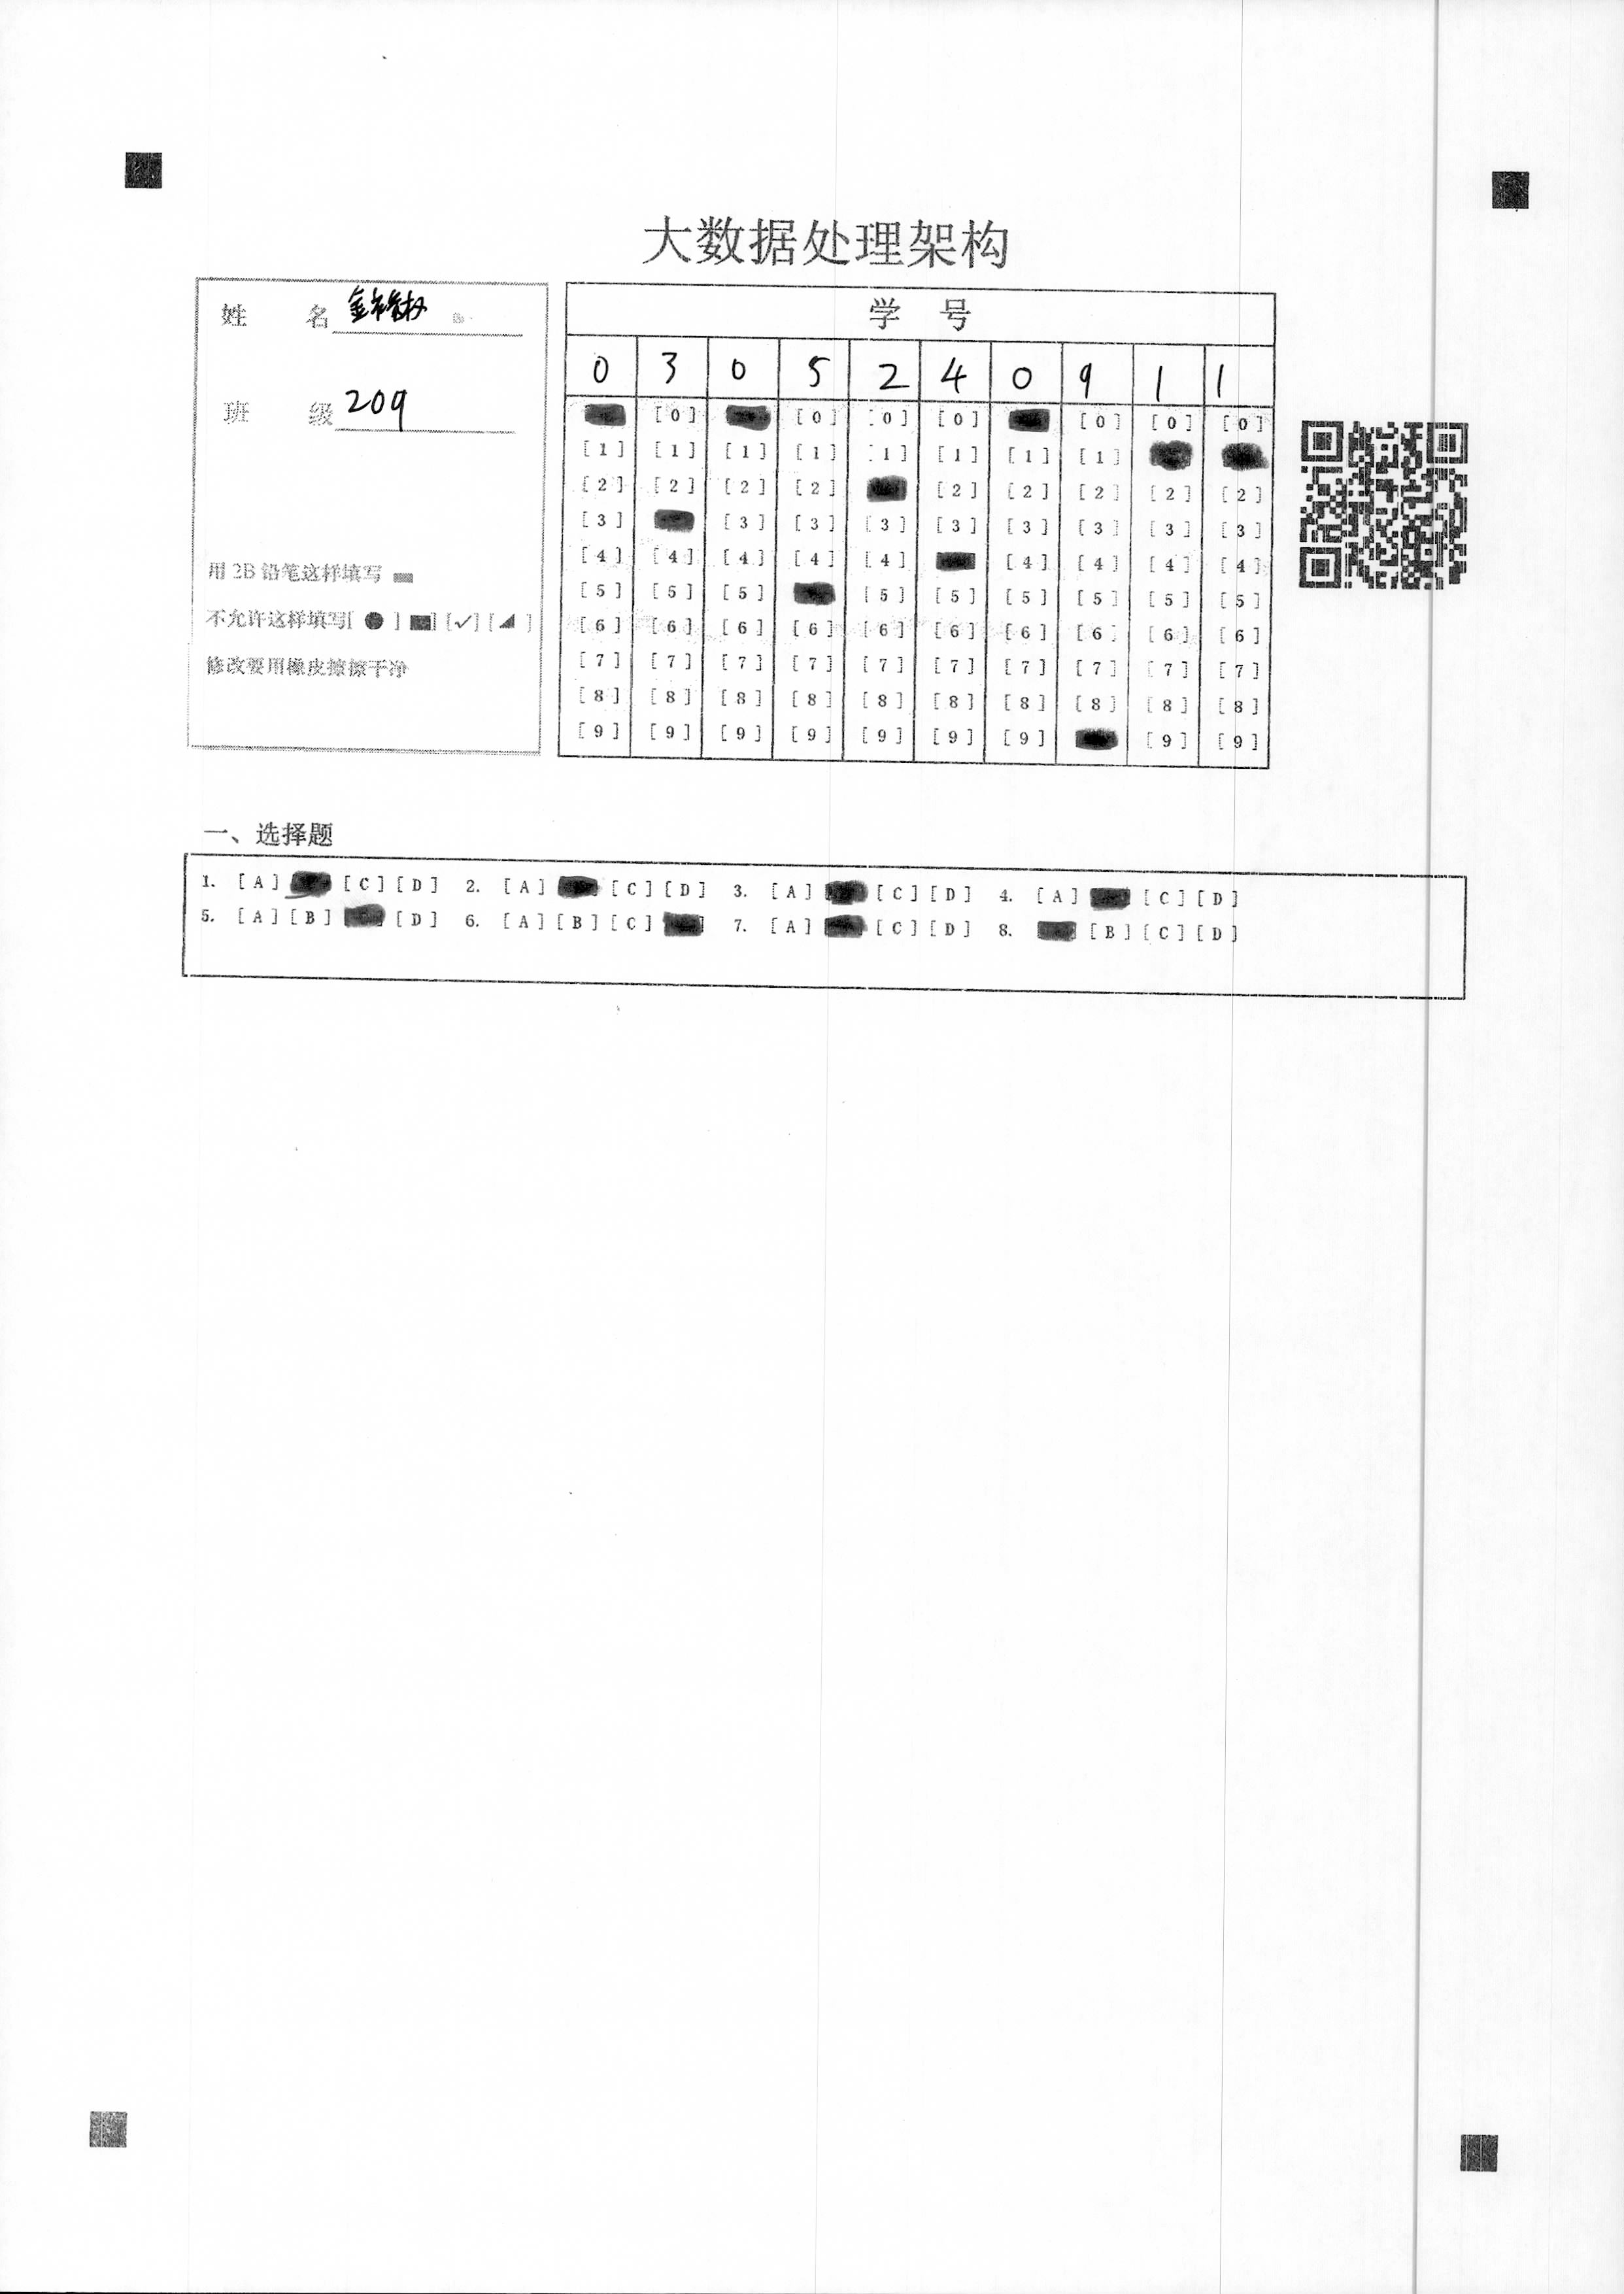 大数据处理架构
姓 名
班 级 209
用 2B 铅笔这样填写
不允许这样填写[ ● ] [■] [✓] [◢ ]
修改要用橡皮擦擦干净
学 号
0 3 0 5 2 4 0 9 1 1
[0] [0] [0] [0] [0] [0] [0]
[1] [1] [1] [1] [1] [1] [1] [1]
[2] [2] [2] [2] [2] [2] [2] [2] [2]
[3] [3] [3] [3] [3] [3] [3] [3] [3]
[4] [4] [4] [4] [4] [4] [4] [4] [4]
[5] [5] [5] [5] [5] [5] [5] [5] [5]
[6] [6] [6] [6] [6] [6] [6] [6] [6] [6]
[7] [7] [7] [7] [7] [7] [7] [7] [7] [7]
[8] [8] [8] [8] [8] [8] [8] [8] [8] [8]
[9] [9] [9] [9] [9] [9] [9] [9] [9]
一、选择题
1. [A] [C] [D] 2. [A] [C] [D] 3. [A] [C] [D] 4. [A] [C] [D]
5. [A] [B] [D] 6. [A] [B] [C] 7. [A] [C] [D] 8. [B] [C] [D]